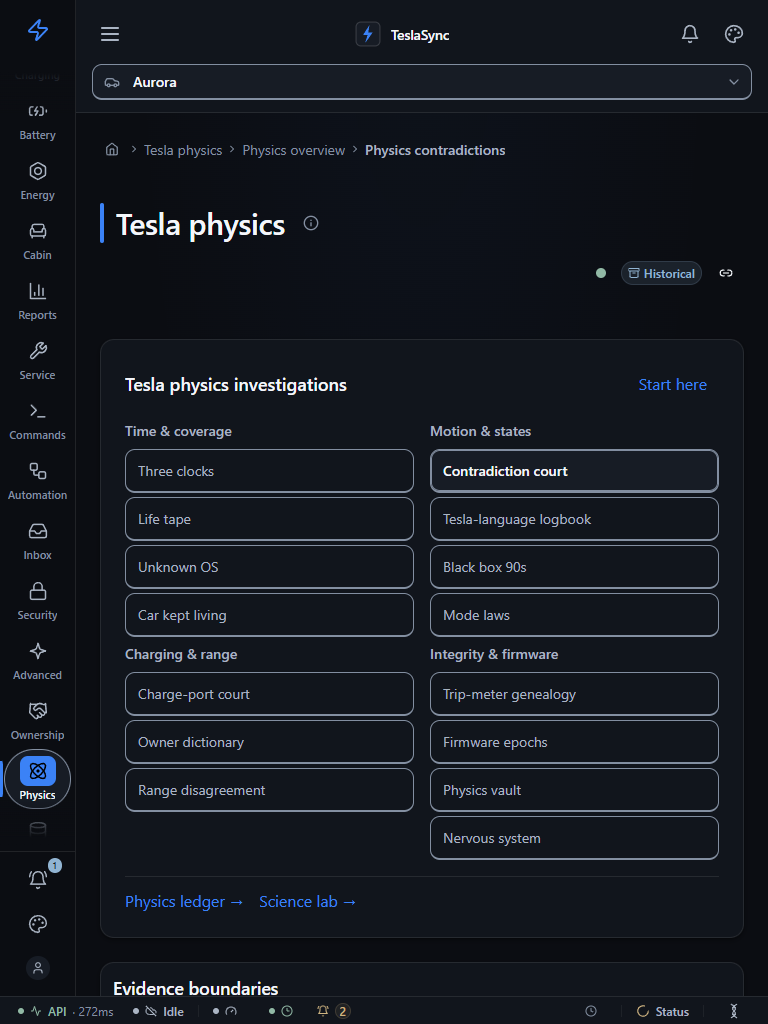 TeslaSync
Aurora
Charging
Battery
Energy
Cabin
Reports
Service
Commands
Automation
Inbox
Security
Advanced
Ownership
Physics
1
Tesla physics > Physics overview > Physics contradictions
Tesla physics
Historical
Tesla physics investigations
Start here
Time & coverage
Three clocks
Life tape
Unknown OS
Car kept living
Motion & states
Contradiction court
Tesla-language logbook
Black box 90s
Mode laws
Charging & range
Charge-port court
Owner dictionary
Range disagreement
Integrity & firmware
Trip-meter genealogy
Firmware epochs
Physics vault
Nervous system
Physics ledger → Science lab →
Evidence boundaries
API · 272ms Idle 2 Status